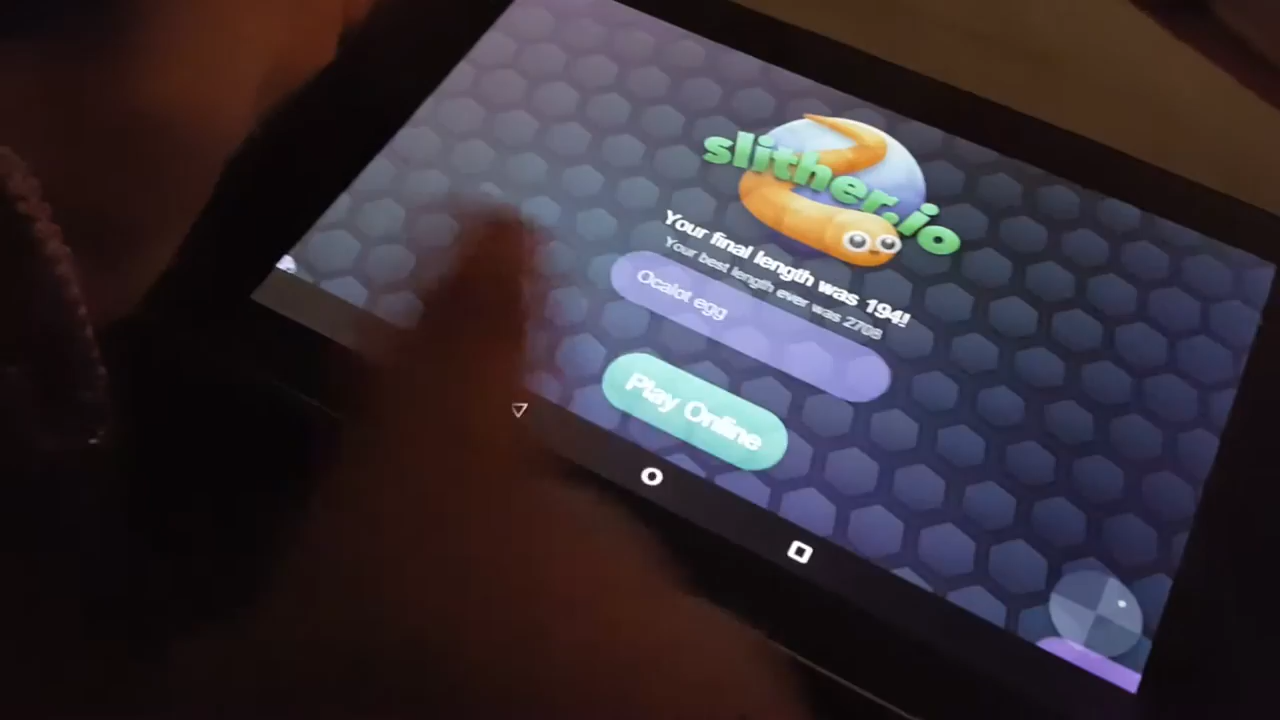 slither.io
Your final length was 194!
Your best length ever was 2708
Ocalot egg
Play Online